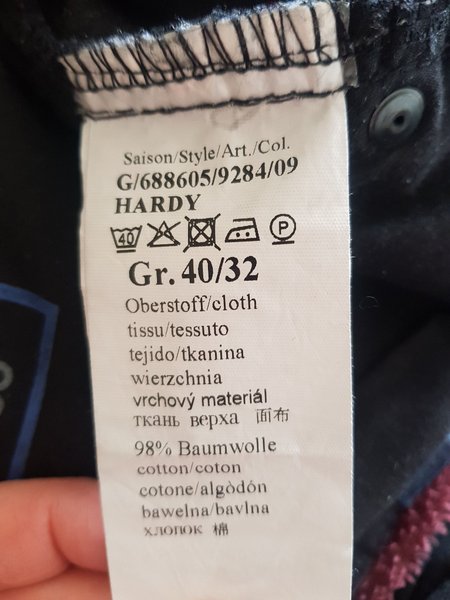 Saison/Style/Art./Col.
G/688605/9284/09
HARDY
40 P
Gr. 40/32
Oberstoff/cloth
tissu/tessuto
tejido/tkanina
wierzchnia
vrchový materiál
ткань верха 面布
98% Baumwolle
cotton/coton
cotone/algòdón
bawełna/bavlna
хлопок 棉